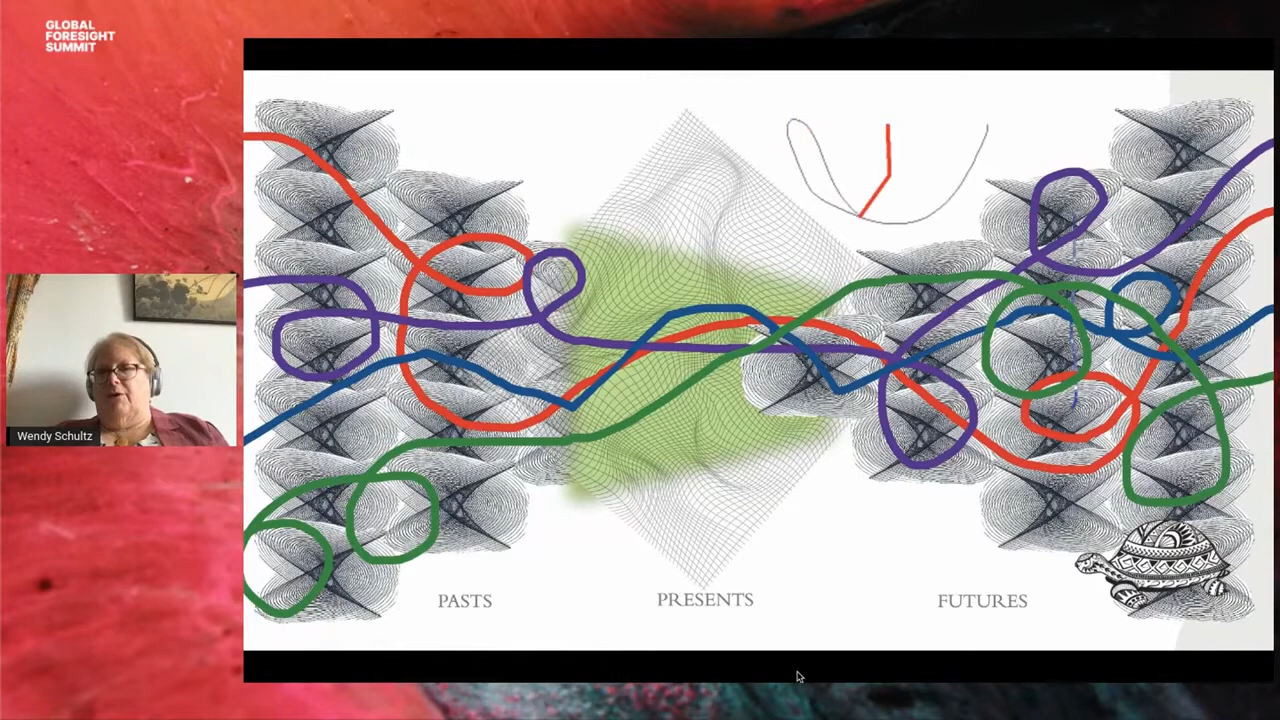 GLOBAL
FORESIGHT
SUMMIT
Wendy Schultz
PASTS
PRESENTS
FUTURES